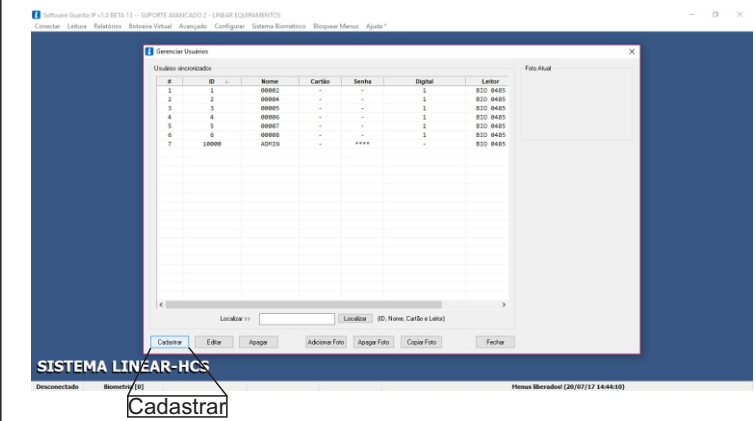 Software Guarita IP v1.0 BETA 13 -- SUPORTE AVANCADO 2 - LINEAR EQUIPAMENTOS
Conectar Leitura Relatórios Botoeira Virtual Avançado Configurar Sistema Biométrico Bloquear Menus Ajuda *
Gerenciar Usuários
Usuários sincronizados Foto Atual
# ID Nome Cartão Senha Digital Leitor
1 1 00002 - - 1 BIO 0485
2 2 00004 - - 1 BIO 0485
3 3 00005 - - 1 BIO 0485
4 4 00006 - - 1 BIO 0485
5 5 00007 - - 1 BIO 0485
6 6 00008 - - 1 BIO 0485
7 10000 ADMIN - **** - BIO 0485
Localizar >> Localizar (ID, Nome, Cartão e Leitor)
Cadastrar Editar Apagar Adicionar Foto Apagar Foto Copiar Foto Fechar
SISTEMA LINEAR-HCS
Desconectado Biometria [0] Menus liberados! (20/07/17 14:44:10)
Cadastrar